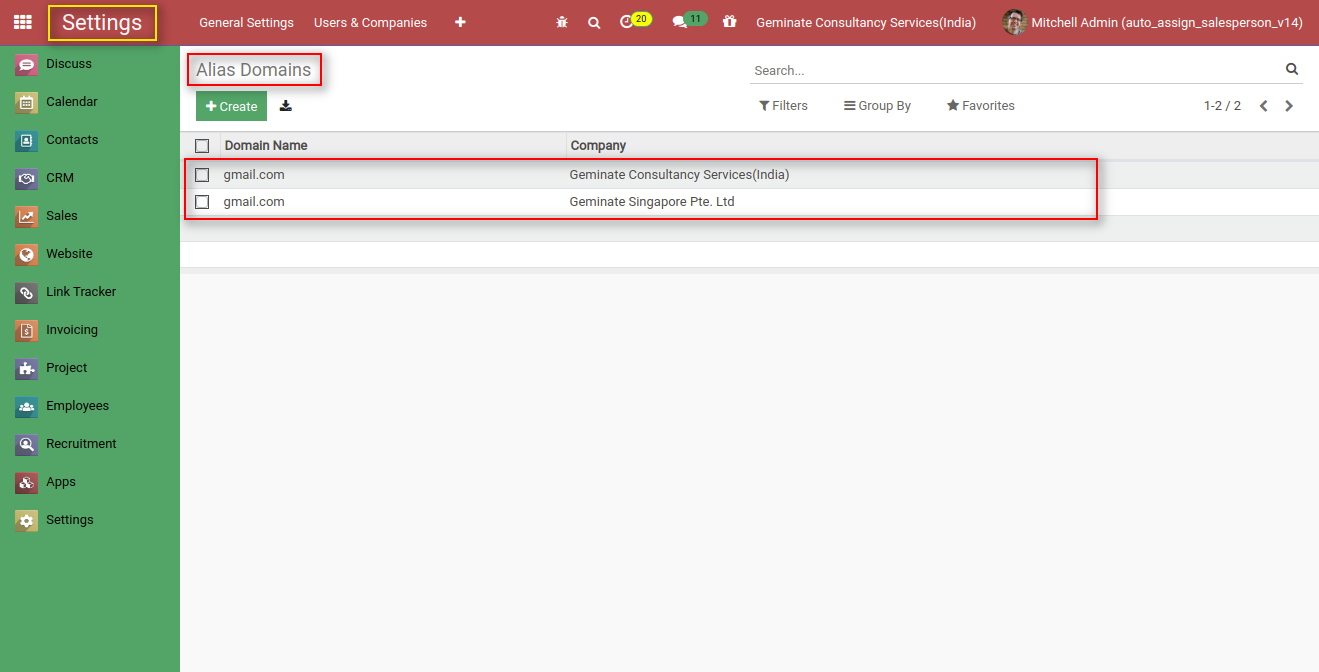 Settings General Settings Users & Companies 20 11 Geminate Consultancy Services(India) Mitchell Admin (auto_assign_salesperson_v14)
Discuss
Calendar
Contacts
CRM
Sales
Website
Link Tracker
Invoicing
Project
Employees
Recruitment
Apps
Settings
Alias Domains Search...
Create Filters Group By Favorites 1-2 / 2
Domain Name Company
gmail.com Geminate Consultancy Services(India)
gmail.com Geminate Singapore Pte. Ltd